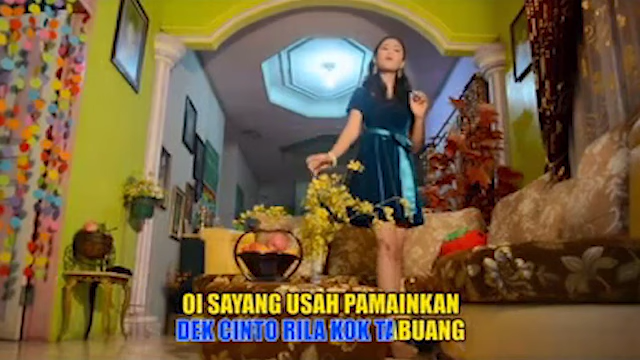 OI SAYANG USAH PAMAINKAN
DEK CINTO RILA KOK TABUANG